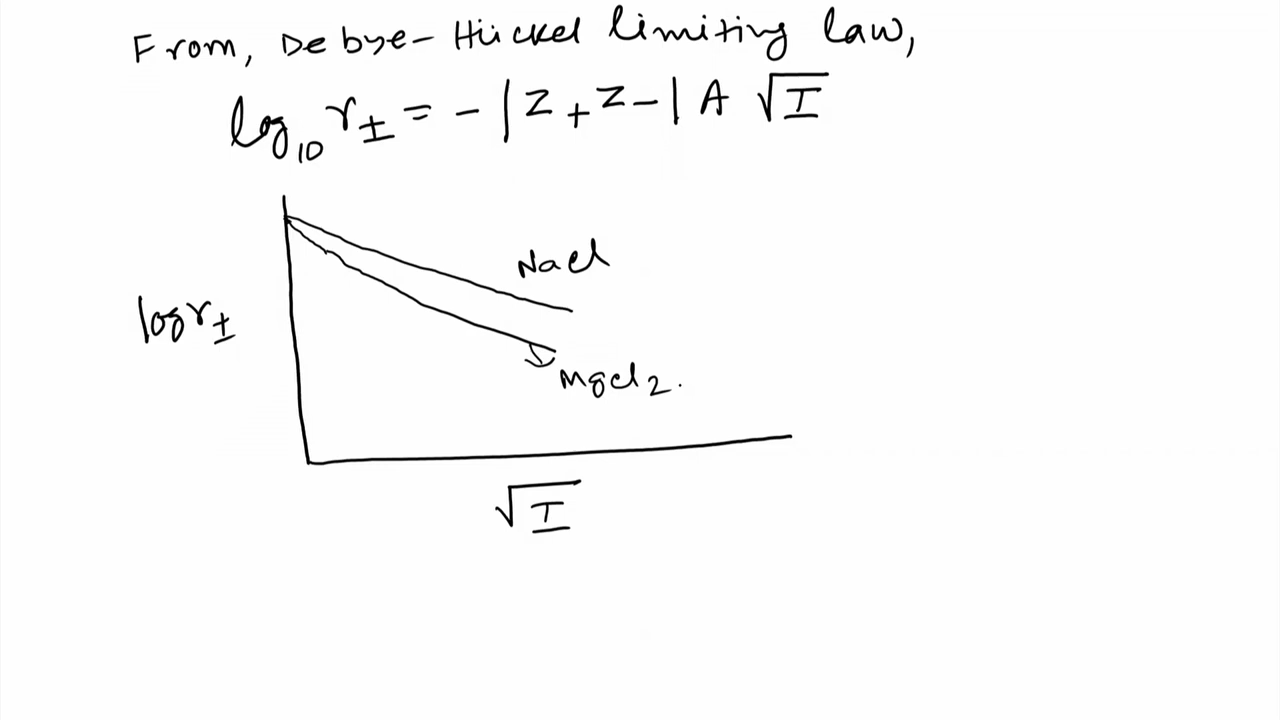 From, Debye-Hückel limiting law,
log₁₀ γ± = - |Z₊Z₋| A √I
NaCl
log γ±
MgCl₂.
√I